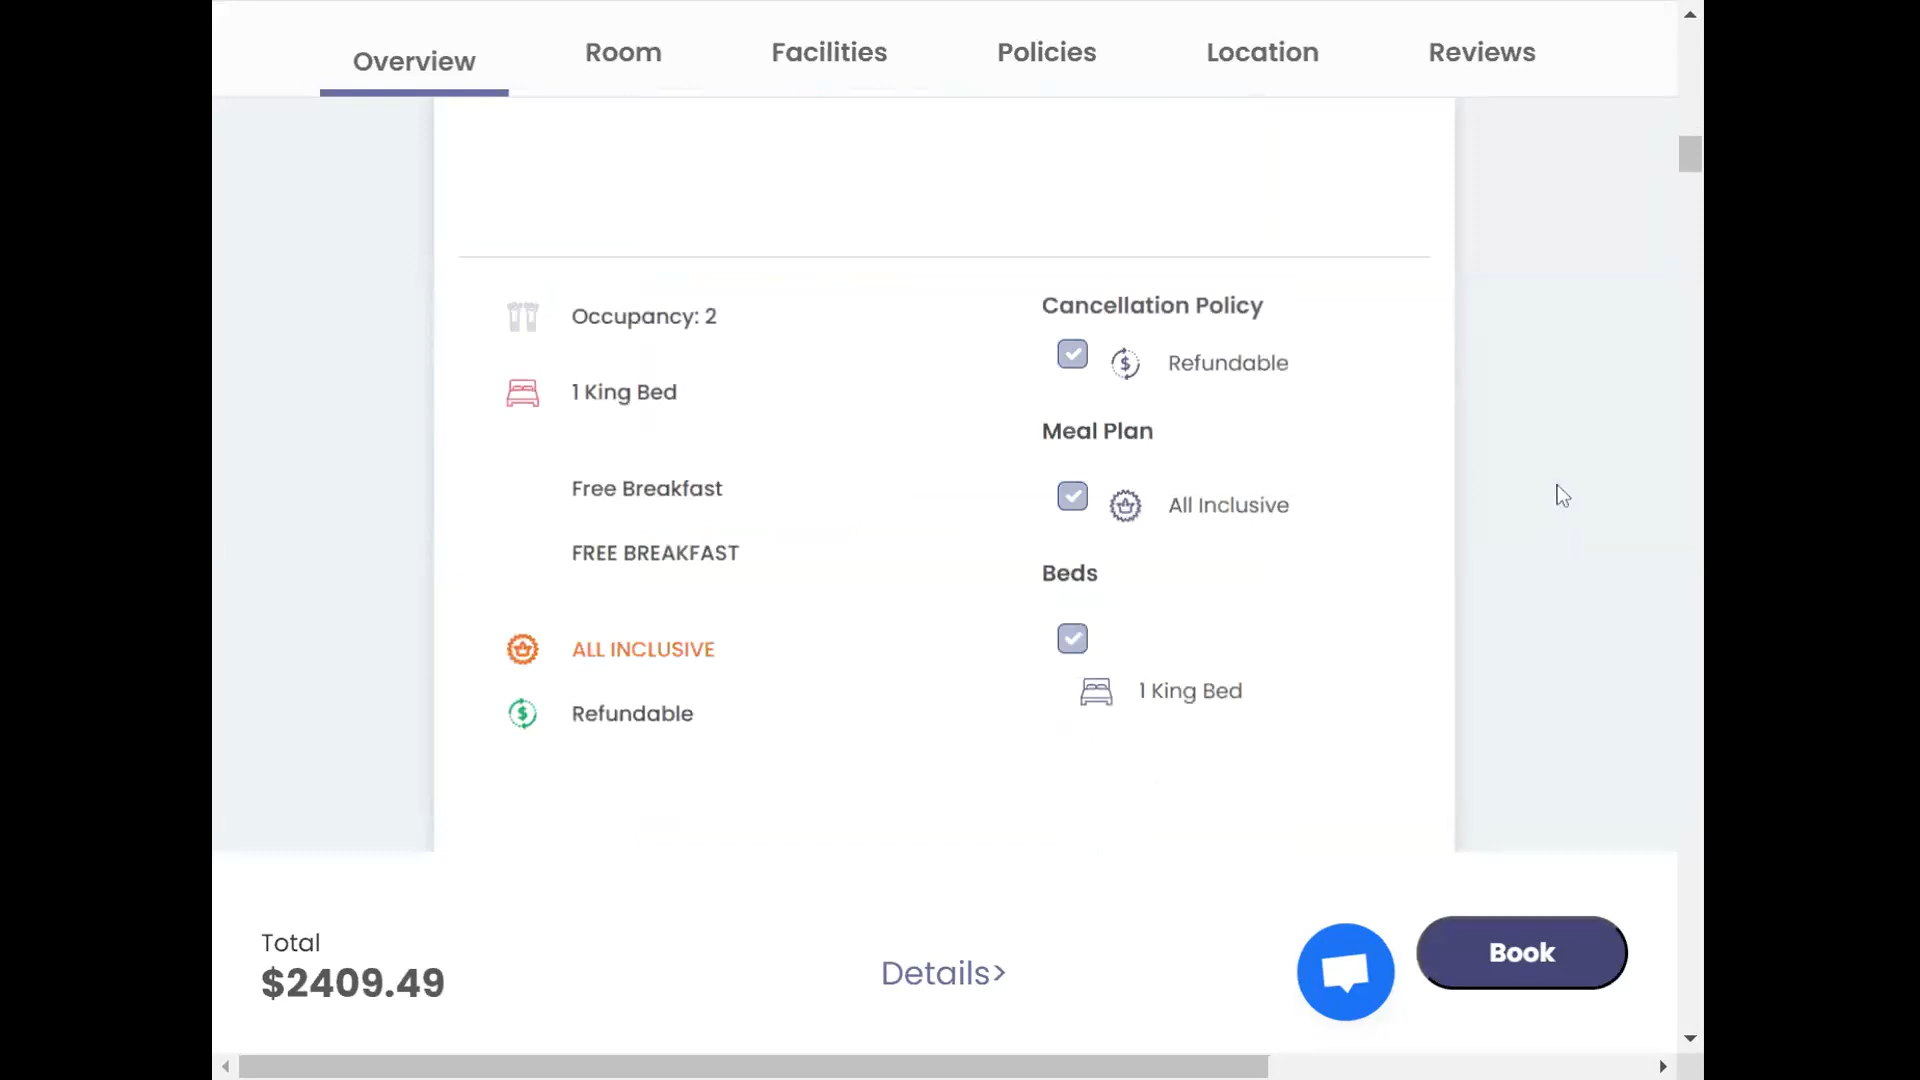 Overview
Room
Facilities
Policies
Location
Reviews
Occupancy: 2
1 King Bed
Free Breakfast
FREE BREAKFAST
ALL INCLUSIVE
Refundable
Cancellation Policy
Refundable
Meal Plan
All Inclusive
Beds
1 King Bed
Total
$2409.49
Details>
Book